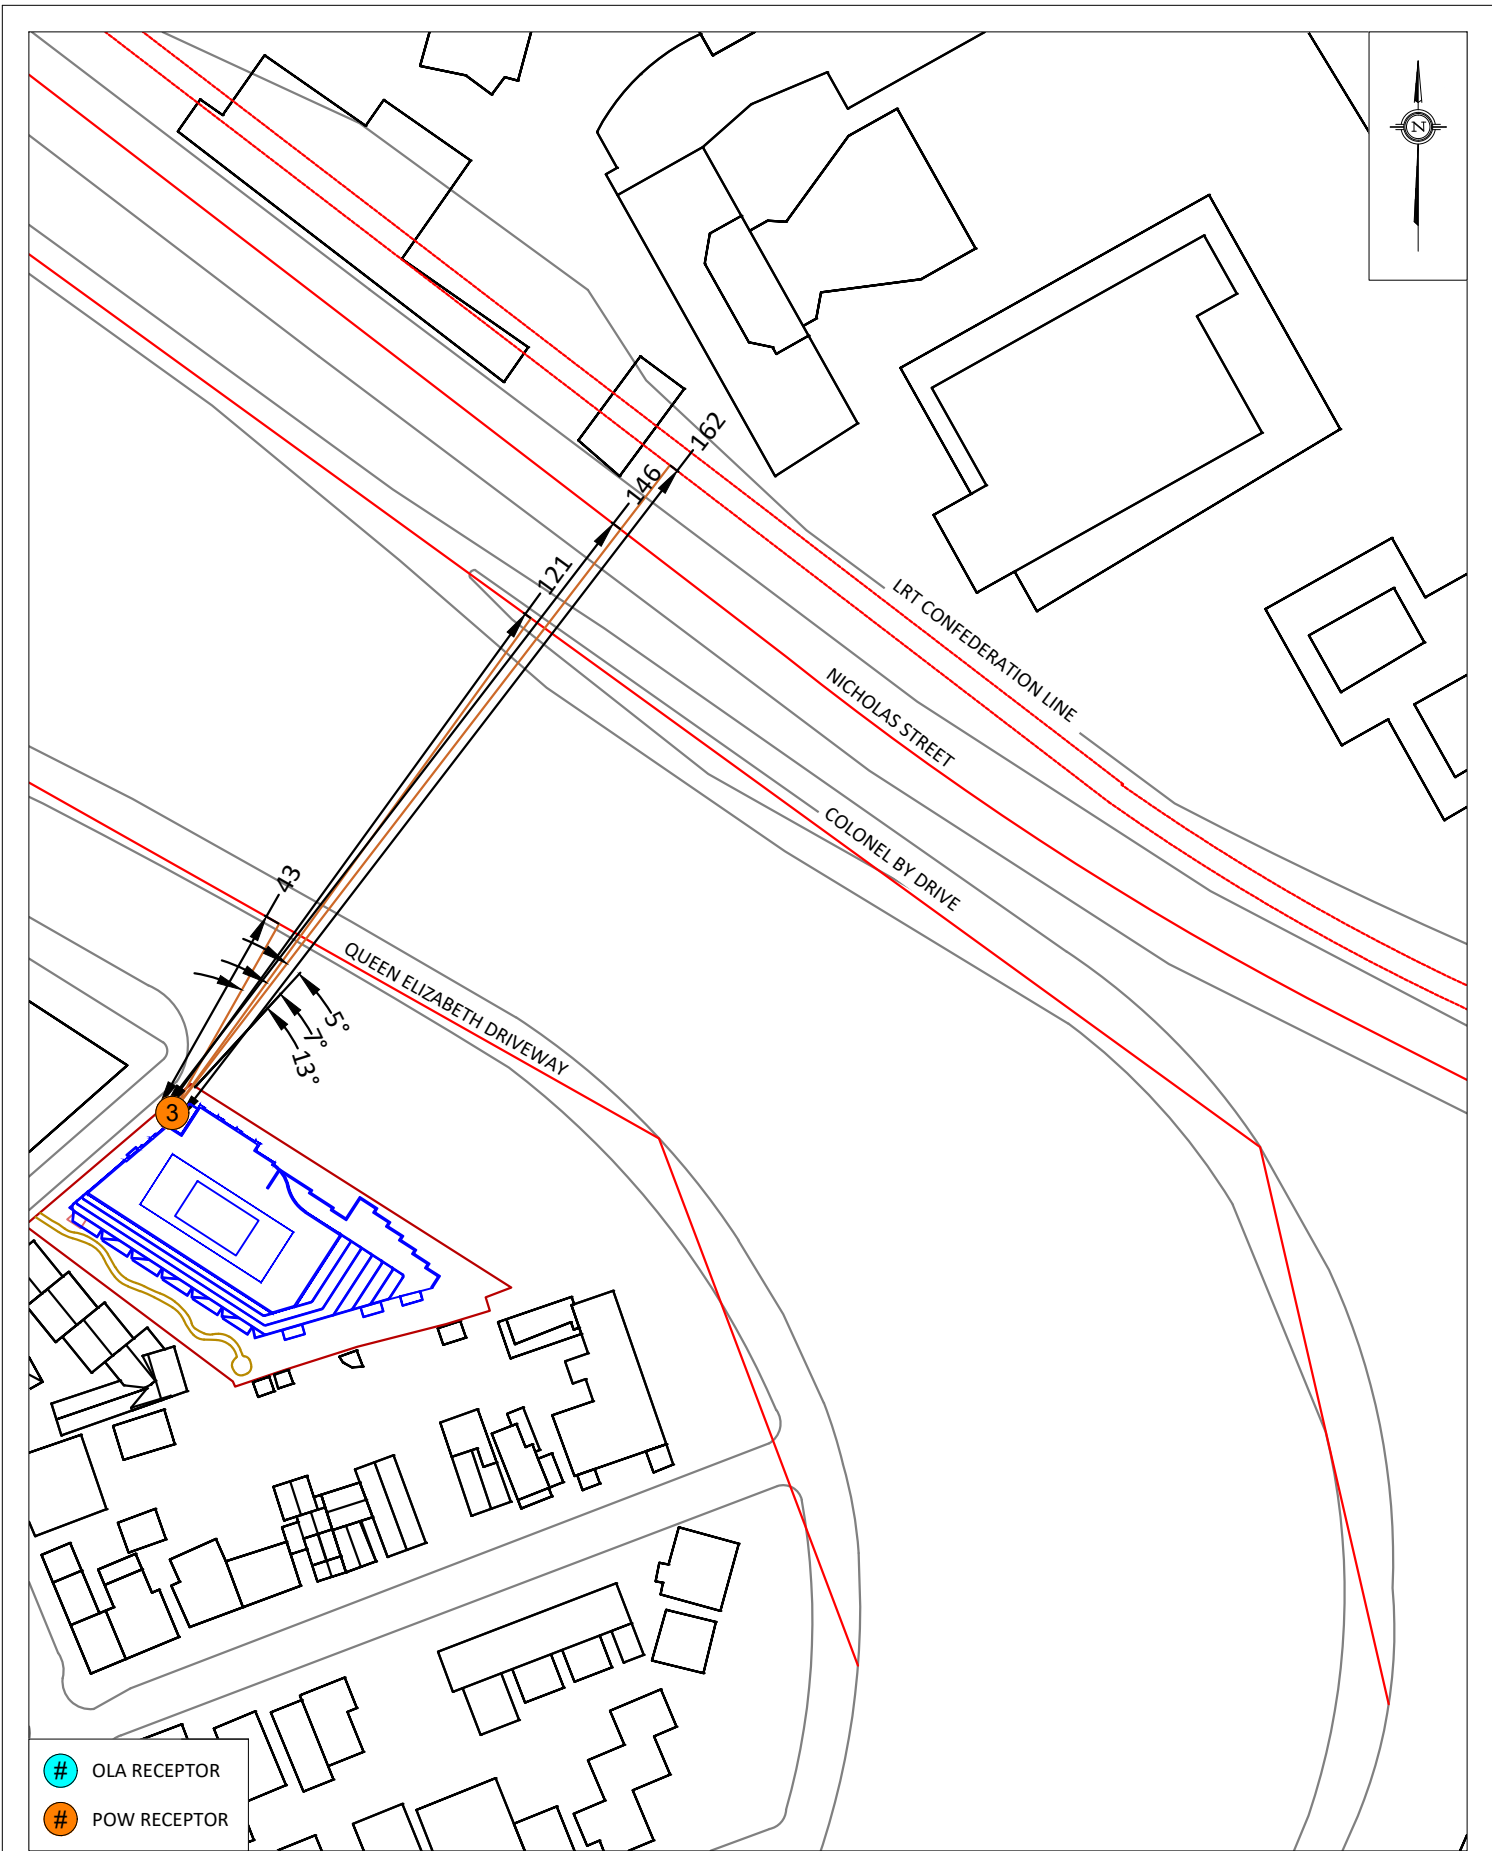 N
162
146
121
LRT CONFEDERATION LINE
NICHOLAS STREET
COLONEL BY DRIVE
43
QUEEN ELIZABETH DRIVEWAY
5°
7°
13°
3
# OLA RECEPTOR
# POW RECEPTOR